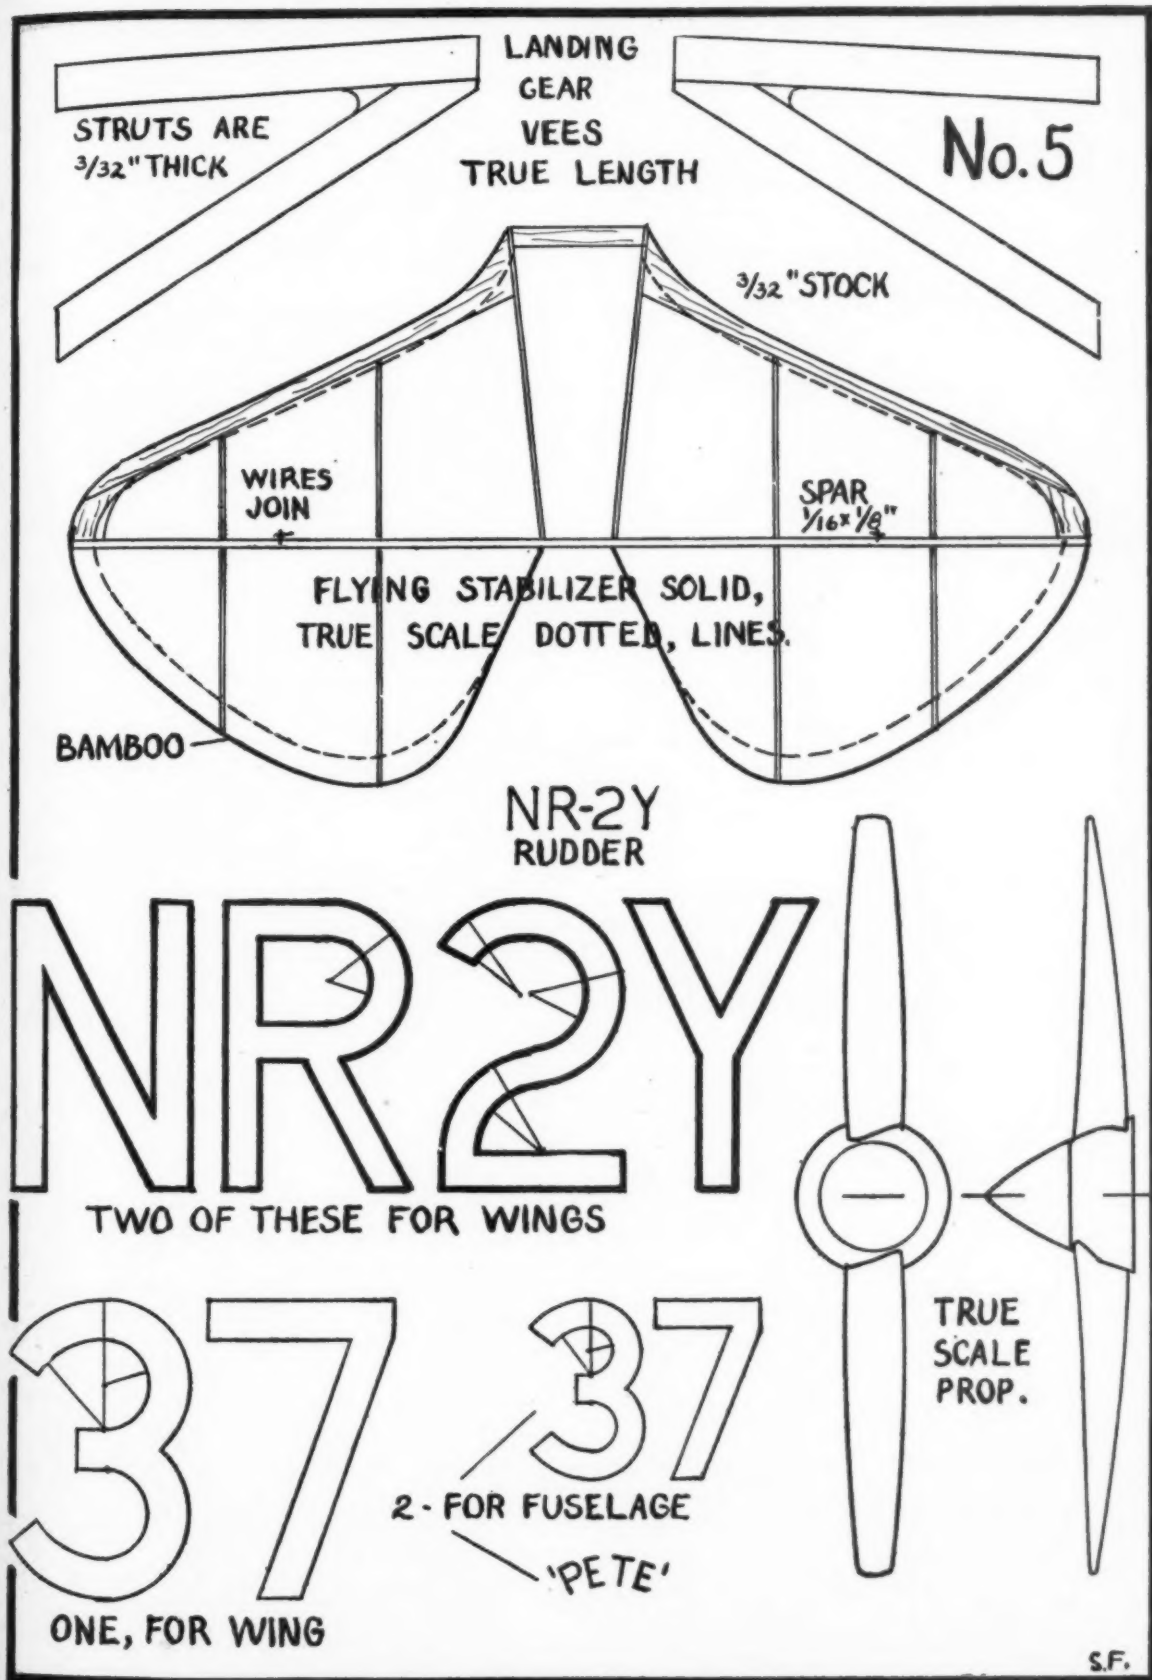 LANDING
GEAR
VEES
TRUE LENGTH
STRUTS ARE
3/32" THICK
No. 5
3/32" STOCK
WIRES
JOIN
SPAR
1/16 x 1/8"
FLYING STABILIZER SOLID,
TRUE SCALE DOTTED, LINES.
BAMBOO
NR-2Y
RUDDER
NR2Y
TWO OF THESE FOR WINGS
37
37
TRUE
SCALE
PROP.
2 - FOR FUSELAGE
'PETE'
ONE, FOR WING
S.F.